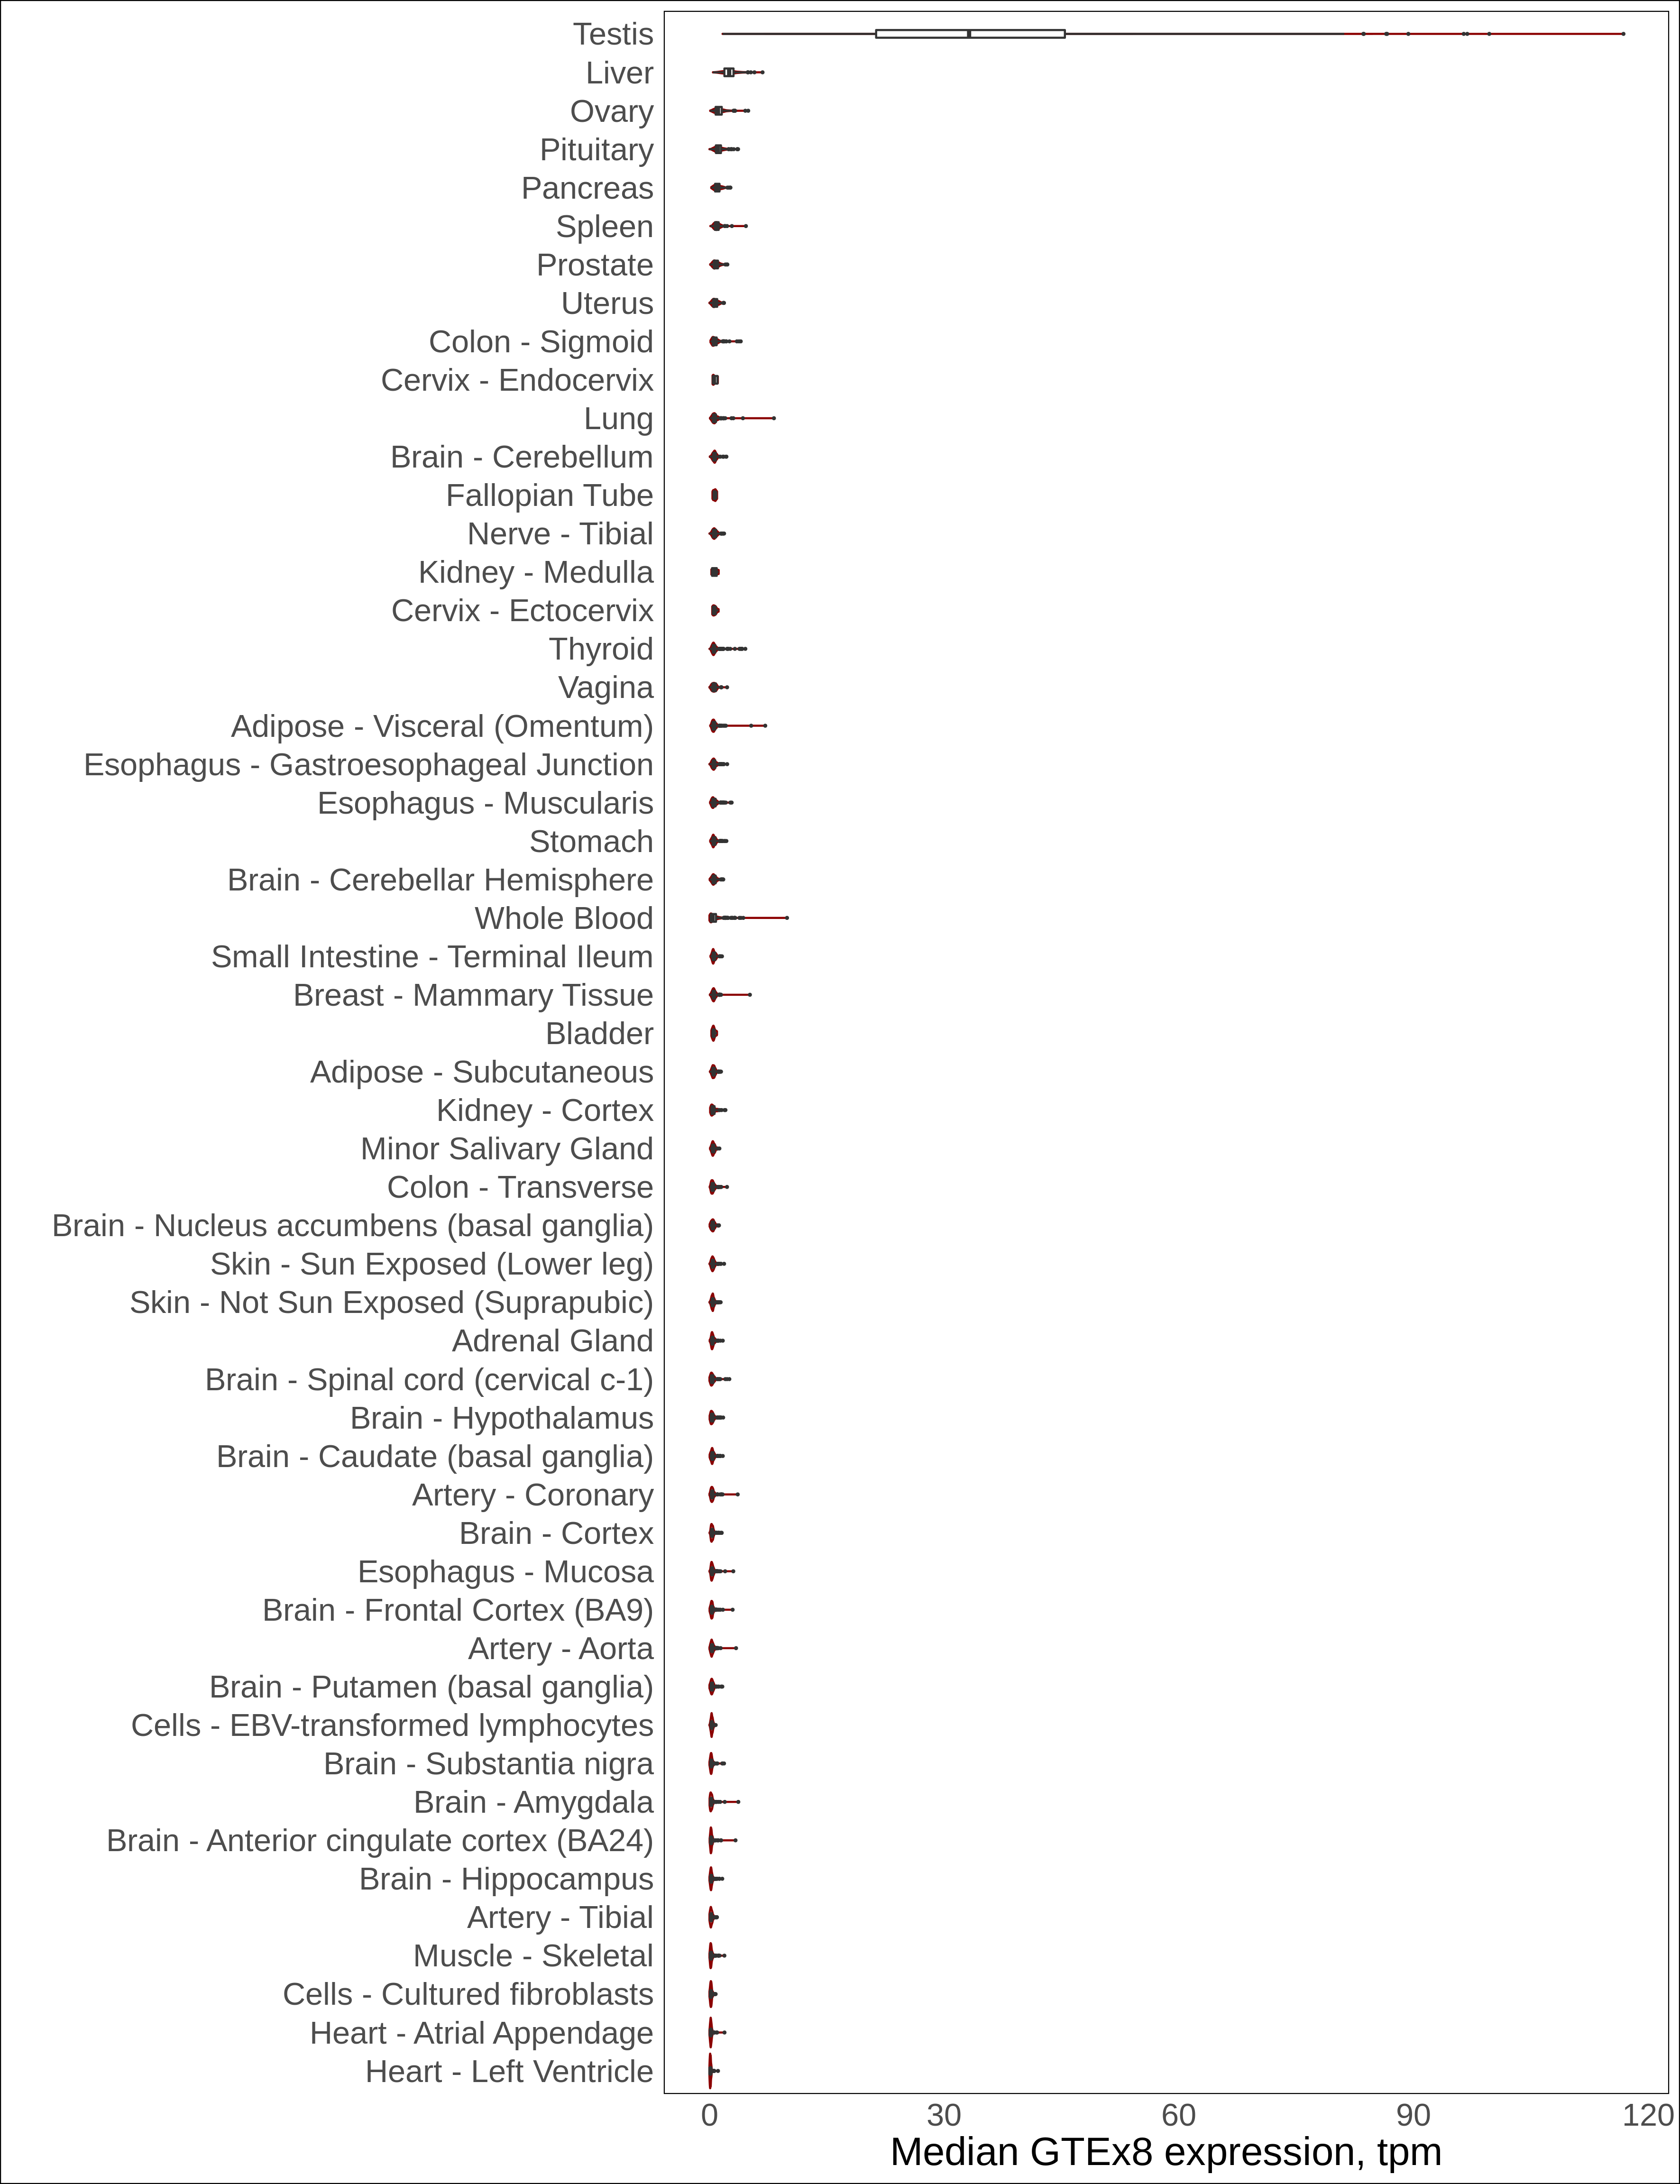 Testis
Liver
Ovary
Pituitary
Pancreas
Spleen
Prostate
Uterus
Colon - Sigmoid
Cervix - Endocervix
Lung
Brain - Cerebellum
Fallopian Tube
Nerve - Tibial
Kidney - Medulla
Cervix - Ectocervix
Thyroid
Vagina
Adipose - Visceral (Omentum)
Esophagus - Gastroesophageal Junction
Esophagus - Muscularis
Stomach
Brain - Cerebellar Hemisphere
Whole Blood
Small Intestine - Terminal Ileum
Breast - Mammary Tissue
Bladder
Adipose - Subcutaneous
Kidney - Cortex
Minor Salivary Gland
Colon - Transverse
Brain - Nucleus accumbens (basal ganglia)
Skin - Sun Exposed (Lower leg)
Skin - Not Sun Exposed (Suprapubic)
Adrenal Gland
Brain - Spinal cord (cervical c-1)
Brain - Hypothalamus
Brain - Caudate (basal ganglia)
Artery - Coronary
Brain - Cortex
Esophagus - Mucosa
Brain - Frontal Cortex (BA9)
Artery - Aorta
Brain - Putamen (basal ganglia)
Cells - EBV-transformed lymphocytes
Brain - Substantia nigra
Brain - Amygdala
Brain - Anterior cingulate cortex (BA24)
Brain - Hippocampus
Artery - Tibial
Muscle - Skeletal
Cells - Cultured fibroblasts
Heart - Atrial Appendage
Heart - Left Ventricle
0 30 60 90 120
Median GTEx8 expression, tpm